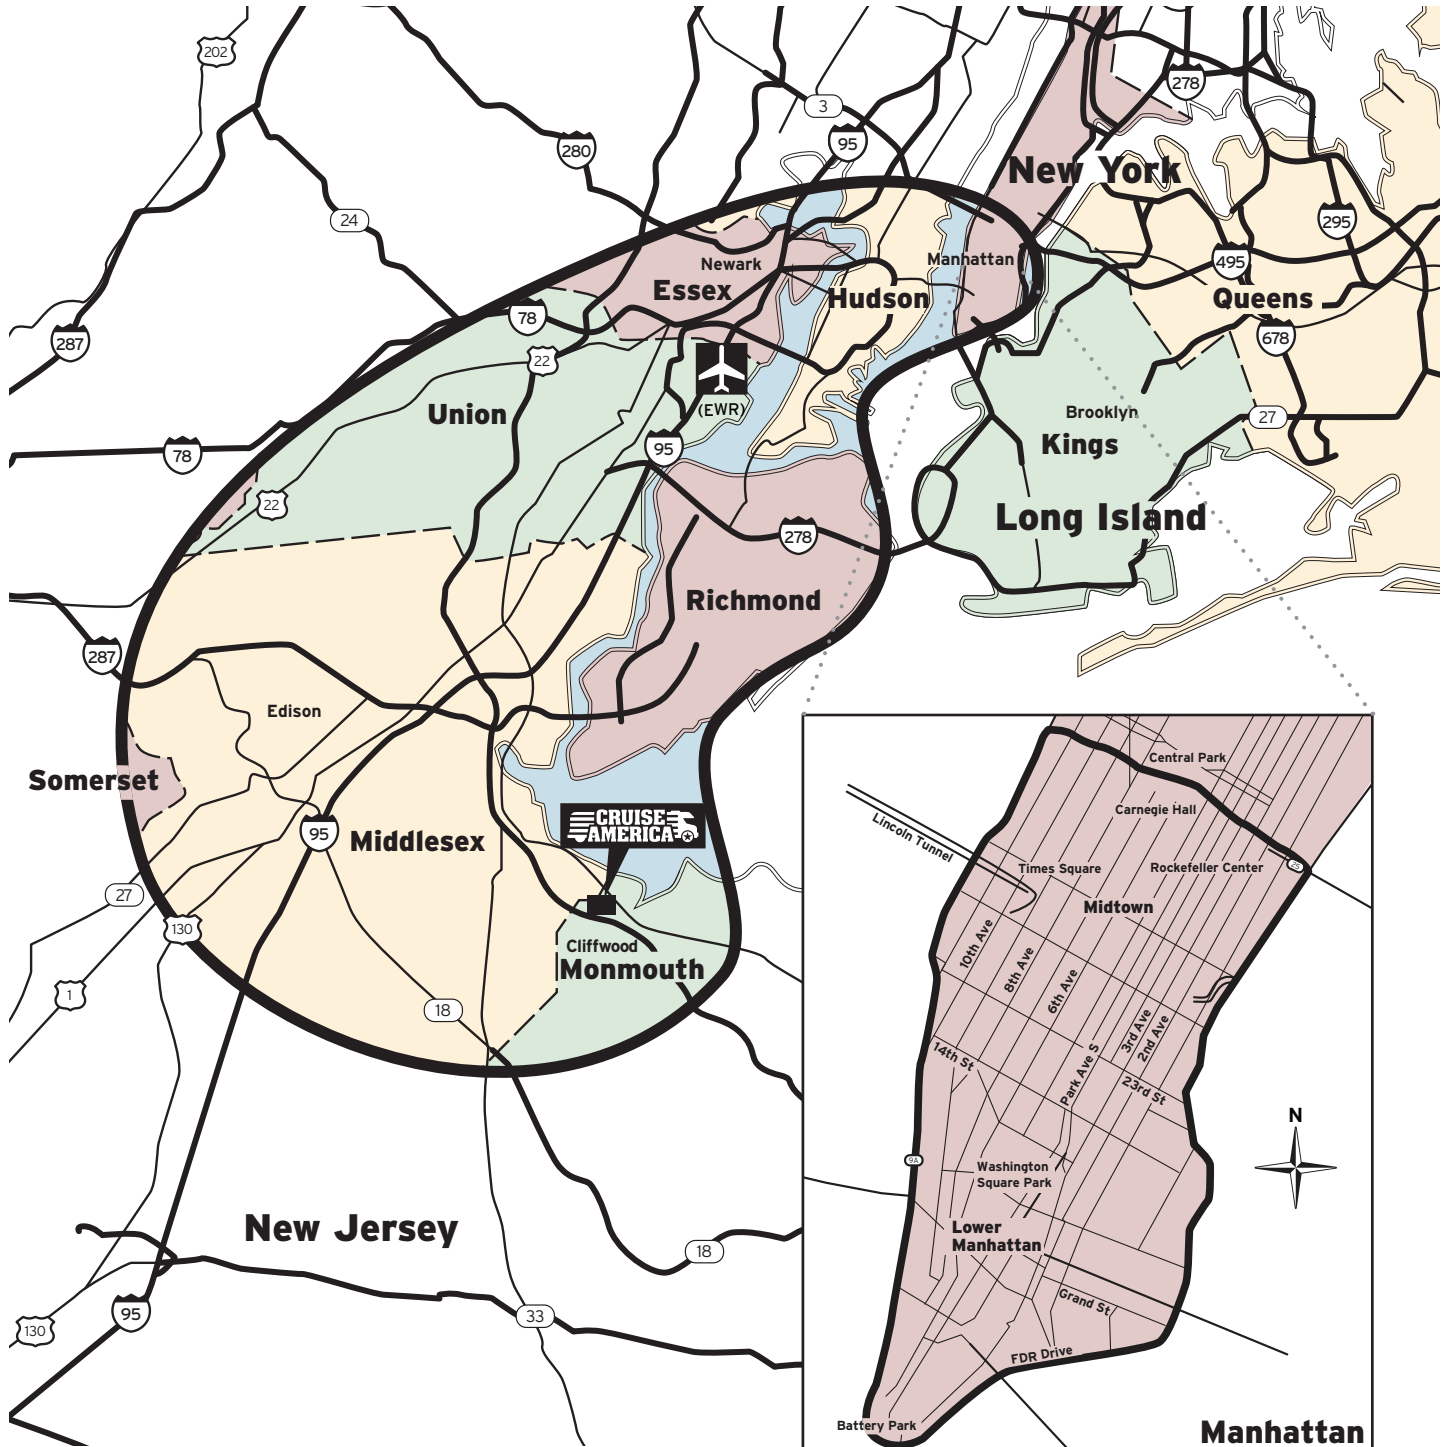 202
3
278
280
95
New York
24
295
Manhattan
495
Newark
Essex
Hudson
Queens
78
287
678
22
(EWR)
Union
Brooklyn
27
Kings
95
78
22
Long Island
278
Richmond
287
Edison
Somerset
CRUISE
AMERICA
95
Middlesex
27
130
Cliffwood
Monmouth
1
18
New Jersey
18
95
130
33
Central Park
Carnegie Hall
Lincoln Tunnel
Times Square
Rockefeller Center
25
Midtown
10th Ave
8th Ave
6th Ave
3rd Ave
2nd Ave
14th St
Park Ave S
23rd St
N
9A
Washington
Square Park
Lower
Manhattan
Grand St
FDR Drive
Battery Park
Manhattan